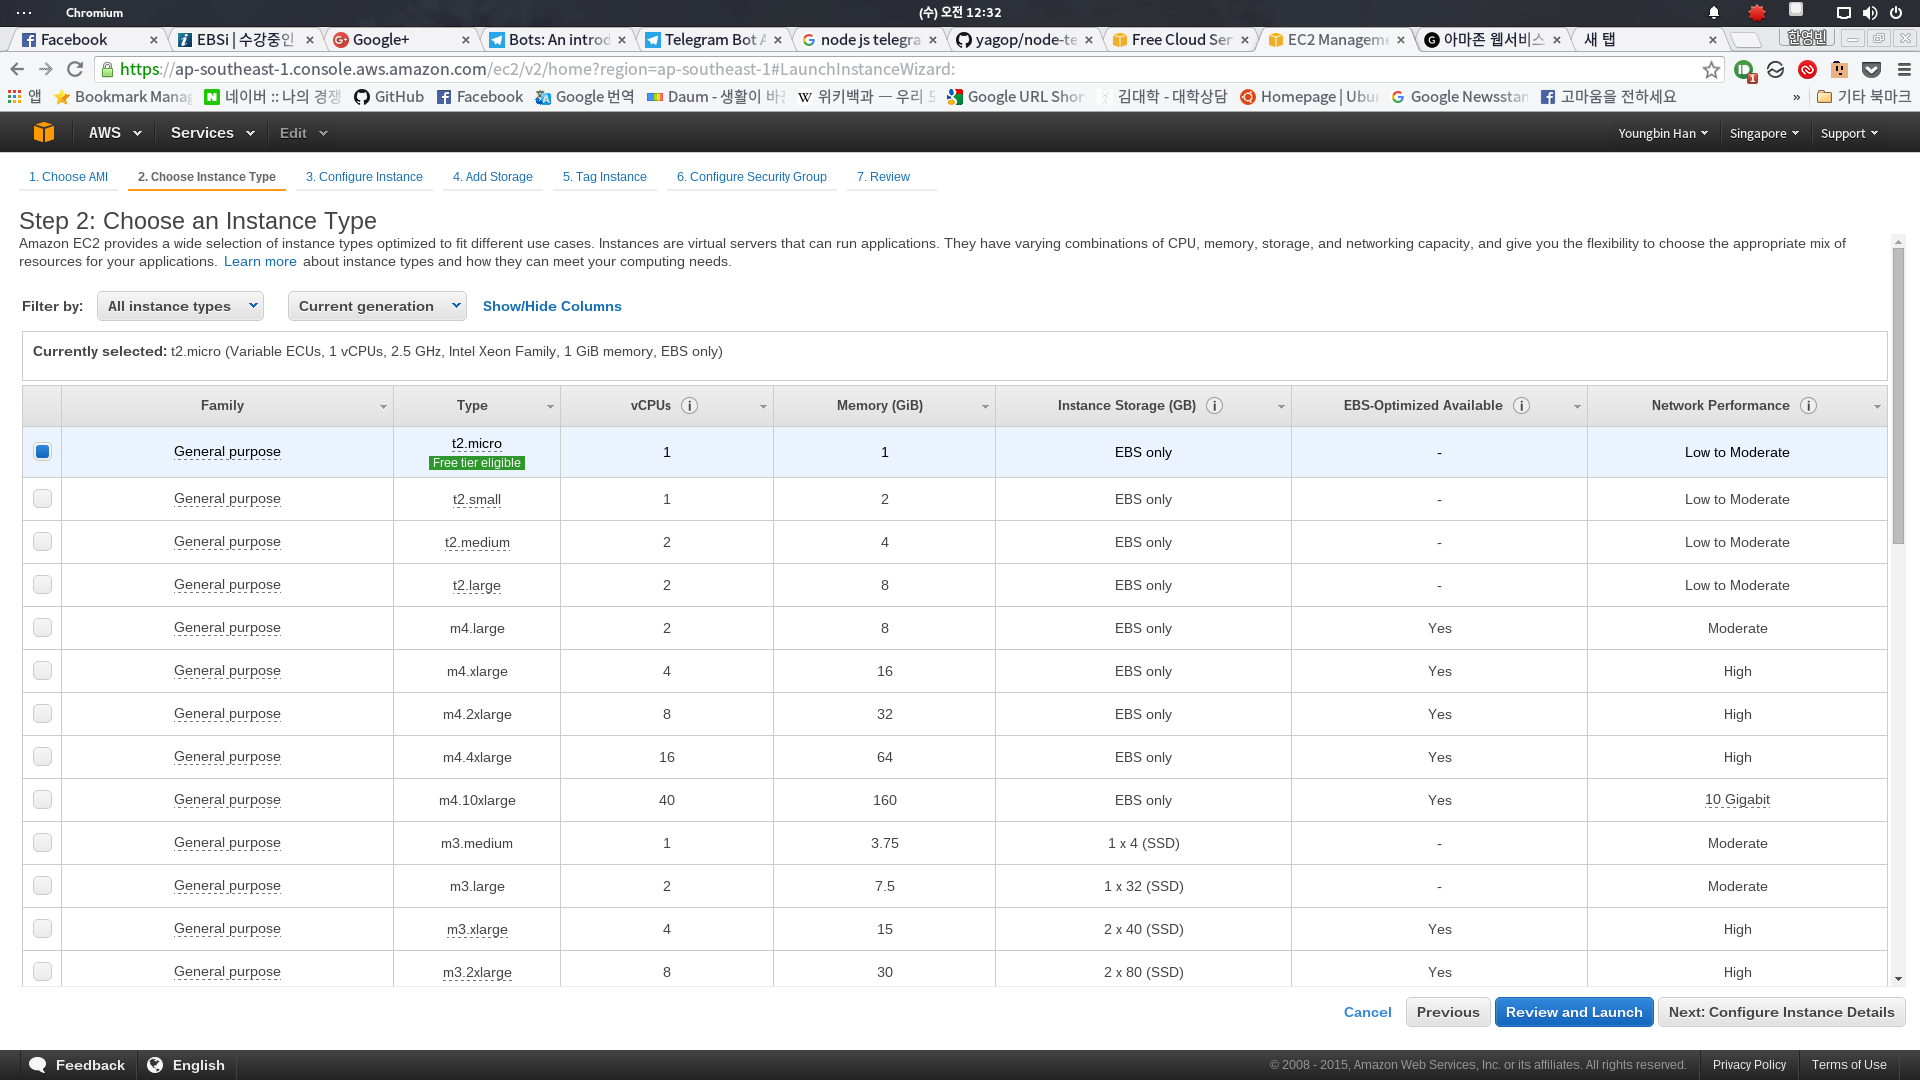 Chromium
(수) 오전 12:32
Facebook
EBSi | 수강중인
Google+
Bots: An introd
Telegram Bot A
node js telegra
yagop/node-te
Free Cloud Ser
EC2 Manageme
아마존 웹서비스
새 탭
한영빈
https://ap-southeast-1.console.aws.amazon.com/ec2/v2/home?region=ap-southeast-1#LaunchInstanceWizard:
앱
Bookmark Manag
네이버 :: 나의 경쟁
GitHub
Facebook
Google 번역
Daum - 생활이 바
위키백과 — 우리
Google URL Shor
김대학 - 대학상담
Homepage | Ubu
Google Newsstan
고마움을 전하세요
»
기타 북마크
AWS
Services
Edit
Youngbin Han
Singapore
Support
1. Choose AMI
2. Choose Instance Type
3. Configure Instance
4. Add Storage
5. Tag Instance
6. Configure Security Group
7. Review
Step 2: Choose an Instance Type
Amazon EC2 provides a wide selection of instance types optimized to fit different use cases. Instances are virtual servers that can run applications. They have varying combinations of CPU, memory, storage, and networking capacity, and give you the flexibility to choose the appropriate mix of
resources for your applications. Learn more about instance types and how they can meet your computing needs.
Filter by:
All instance types
Current generation
Show/Hide Columns
Currently selected: t2.micro (Variable ECUs, 1 vCPUs, 2.5 GHz, Intel Xeon Family, 1 GiB memory, EBS only)
Family Type vCPUs i Memory (GiB) Instance Storage (GB) i EBS-Optimized Available i Network Performance i
General purpose t2.micro 1 1 EBS only - Low to Moderate
Free tier eligible
General purpose t2.small 1 2 EBS only - Low to Moderate
General purpose t2.medium 2 4 EBS only - Low to Moderate
General purpose t2.large 2 8 EBS only - Low to Moderate
General purpose m4.large 2 8 EBS only Yes Moderate
General purpose m4.xlarge 4 16 EBS only Yes High
General purpose m4.2xlarge 8 32 EBS only Yes High
General purpose m4.4xlarge 16 64 EBS only Yes High
General purpose m4.10xlarge 40 160 EBS only Yes 10 Gigabit
General purpose m3.medium 1 3.75 1 x 4 (SSD) - Moderate
General purpose m3.large 2 7.5 1 x 32 (SSD) - Moderate
General purpose m3.xlarge 4 15 2 x 40 (SSD) Yes High
General purpose m3.2xlarge 8 30 2 x 80 (SSD) Yes High
Cancel
Previous
Review and Launch
Next: Configure Instance Details
Feedback
English
© 2008 - 2015, Amazon Web Services, Inc. or its affiliates. All rights reserved.
Privacy Policy
Terms of Use